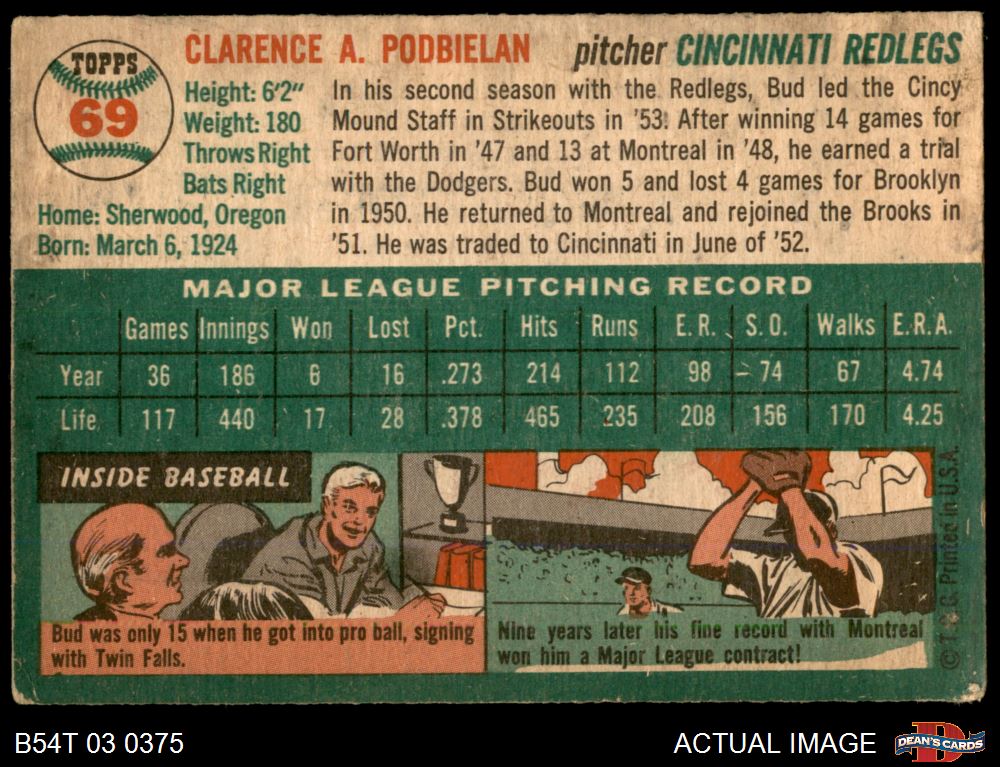 TOPPS
69
CLARENCE A. PODBIELAN pitcher CINCINNATI REDLEGS
Height: 6'2"
Weight: 180
Throws Right
Bats Right
Home: Sherwood, Oregon
Born: March 6, 1924
In his second season with the Redlegs, Bud led the Cincy
Mound Staff in Strikeouts in '53. After winning 14 games for
Fort Worth in '47 and 13 at Montreal in '48, he earned a trial
with the Dodgers. Bud won 5 and lost 4 games for Brooklyn
in 1950. He returned to Montreal and rejoined the Brooks in
'51. He was traded to Cincinnati in June of '52.
MAJOR LEAGUE PITCHING RECORD
Games Innings Won Lost Pct. Hits Runs E.R. S.O. Walks E.R.A.
Year 36 186 6 16 .273 214 112 98 74 67 4.74
Life 117 440 17 28 .378 465 235 208 156 170 4.25
INSIDE BASEBALL
Bud was only 15 when he got into pro ball, signing
with Twin Falls.
Nine years later his fine record with Montreal
won him a Major League contract!
© T. C. G. Printed in U.S.A.
B54T 03 0375
ACTUAL IMAGE
DEAN'S CARDS